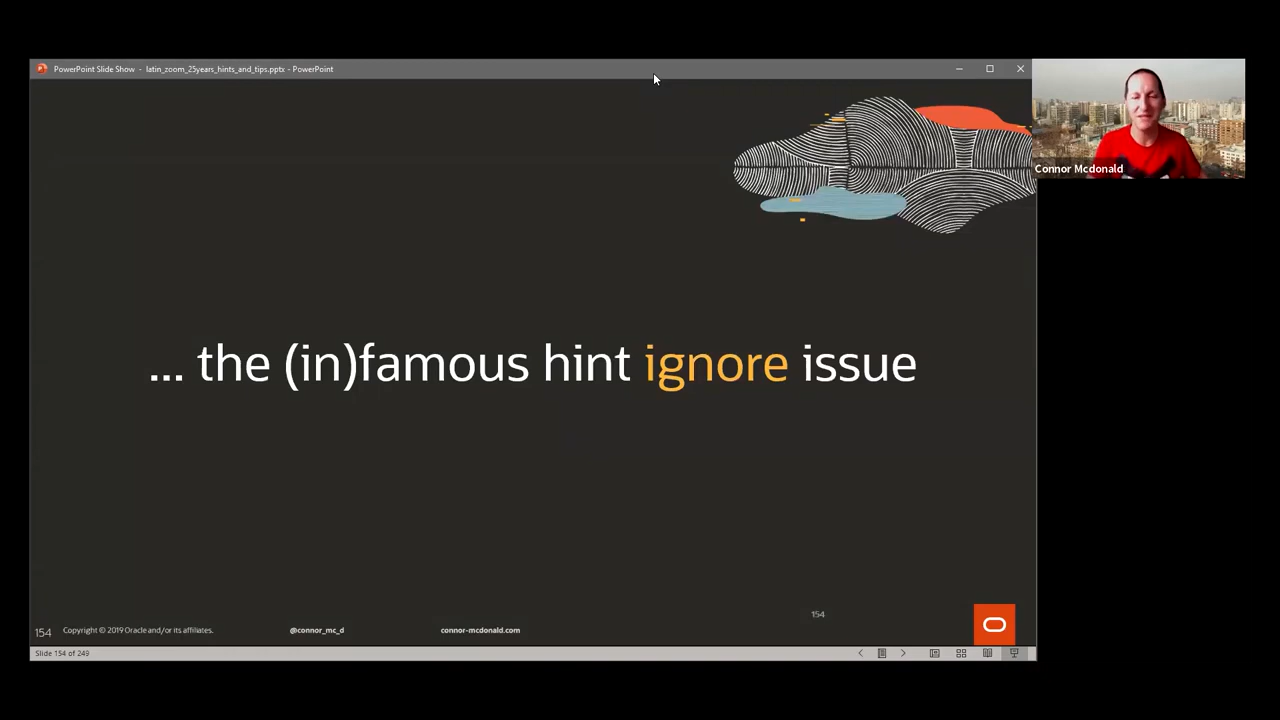 PowerPoint Slide Show - latin_zoom_25years_hints_and_tips.pptx - PowerPoint
Connor Mcdonald
... the (in)famous hint ignore issue
154
154
Copyright © 2019 Oracle and/or its affiliates.
@connor_mc_d
connor-mcdonald.com
Slide 154 of 249